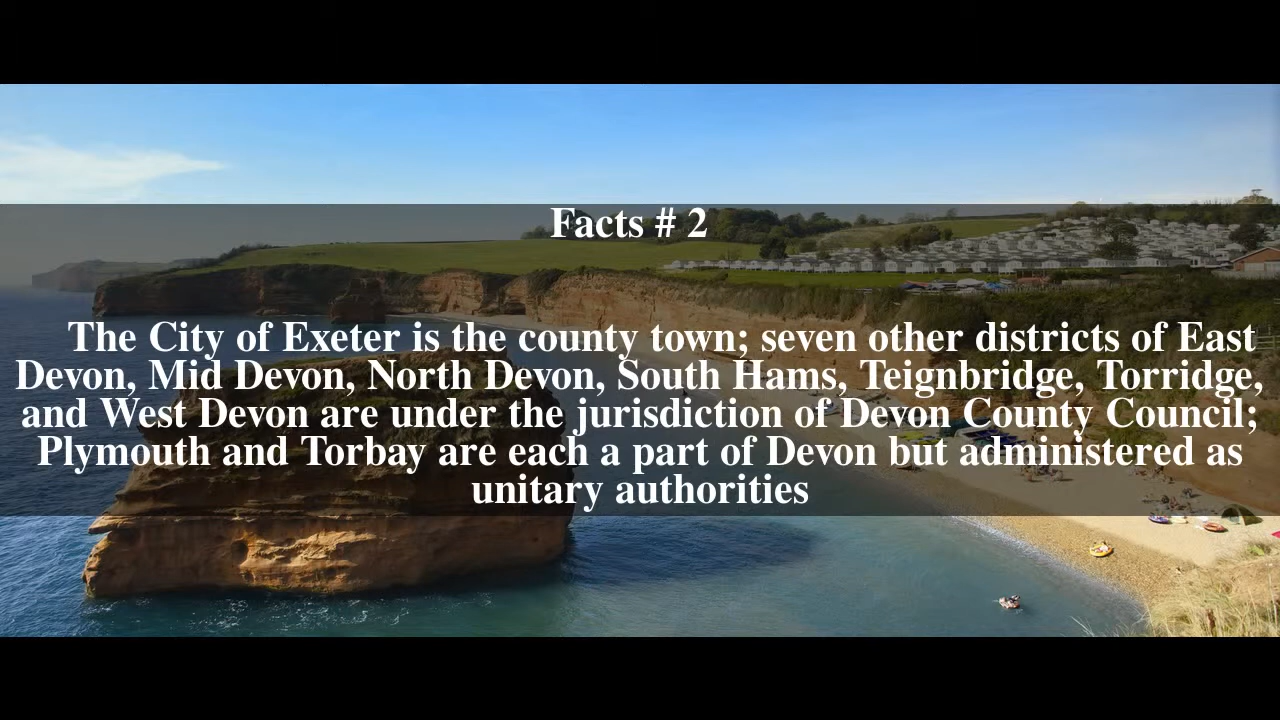 Facts # 2
The City of Exeter is the county town; seven other districts of East
Devon, Mid Devon, North Devon, South Hams, Teignbridge, Torridge,
and West Devon are under the jurisdiction of Devon County Council;
Plymouth and Torbay are each a part of Devon but administered as
unitary authorities